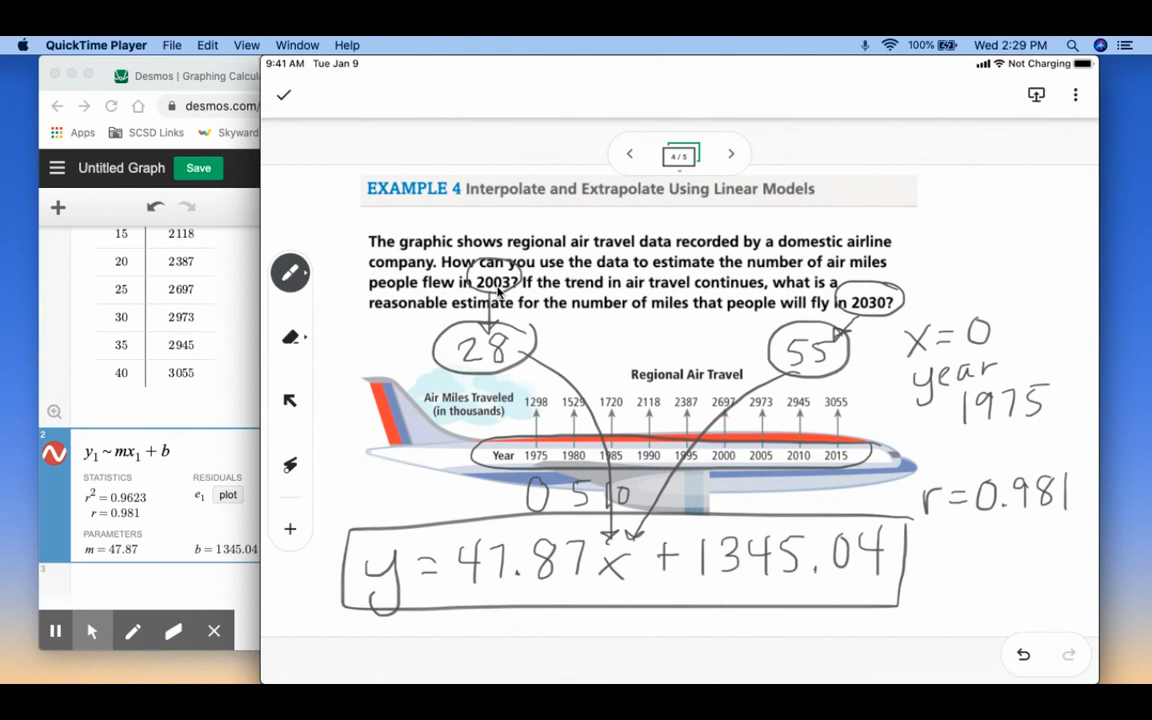 QuickTime Player File Edit View Window Help
100% Wed 2:29 PM
Desmos | Graphing Calcula
desmos.com/
Apps SCSD Links Skyward
Untitled Graph Save
15 2118
20 2387
25 2697
30 2973
35 2945
40 3055
2
y₁ ~ mx₁ + b
STATISTICS RESIDUALS
r² = 0.9623 e₁ plot
r = 0.981
PARAMETERS
m = 47.87 b = 1345.04
3
9:41 AM Tue Jan 9 Not Charging
4/5
EXAMPLE 4 Interpolate and Extrapolate Using Linear Models
The graphic shows regional air travel data recorded by a domestic airline
company. How can you use the data to estimate the number of air miles
people flew in 2003? If the trend in air travel continues, what is a
reasonable estimate for the number of miles that people will fly in 2030?
28 55
x=0
year
1975
Regional Air Travel
Air Miles Traveled
(in thousands)
1298 1529 1720 2118 2387 2697 2973 2945 3055
Year 1975 1980 1985 1990 1995 2000 2005 2010 2015
0 5 10
r=0.981
y=47.87x+1345.04